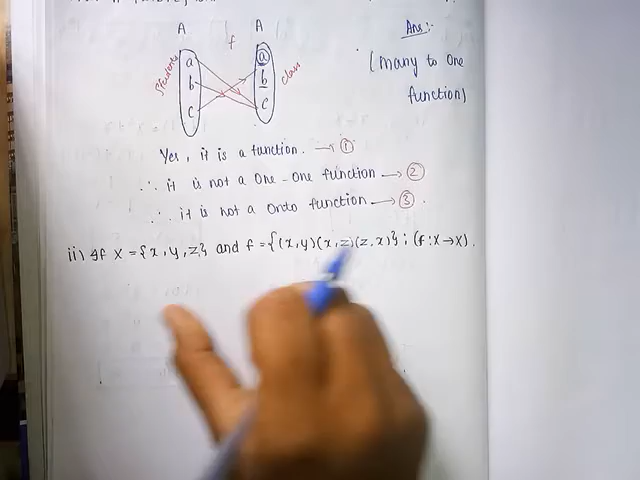 Ans:-
A A
f
students a a class
b b
c c
(many to one
function)
Yes, it is a function. → ①
∴ it is not a one-one function → ②
∴ it is not a onto function → ③.
ii) If X = {x, y, z} and f = {(x, y)(x, z)(z, x)} ; (f : X → X).